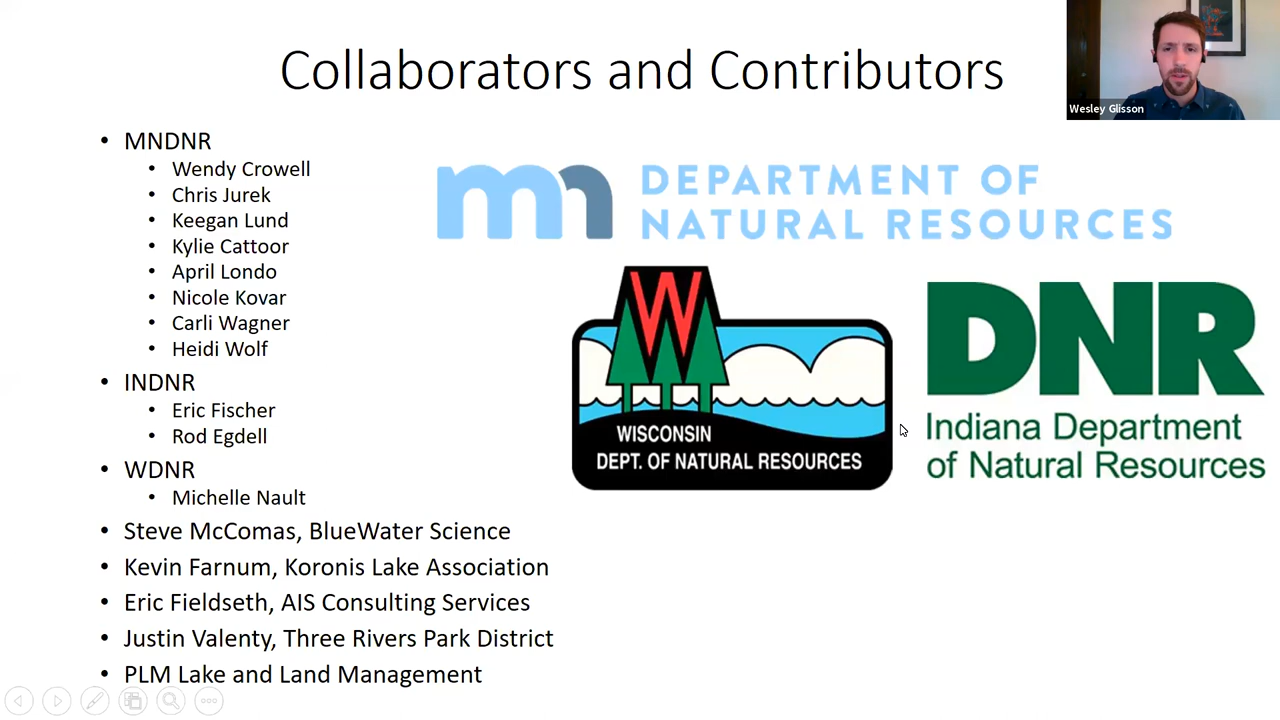 Collaborators and Contributors
Wesley Glisson
• MNDNR
• Wendy Crowell
• Chris Jurek
• Keegan Lund
• Kylie Cattoor
• April Londo
• Nicole Kovar
• Carli Wagner
• Heidi Wolf
• INDNR
• Eric Fischer
• Rod Egdell
• WDNR
• Michelle Nault
• Steve McComas, BlueWater Science
• Kevin Farnum, Koronis Lake Association
• Eric Fieldseth, AIS Consulting Services
• Justin Valenty, Three Rivers Park District
• PLM Lake and Land Management
mn DEPARTMENT OF
NATURAL RESOURCES
W
WISCONSIN
DEPT. OF NATURAL RESOURCES
DNR
Indiana Department
of Natural Resources